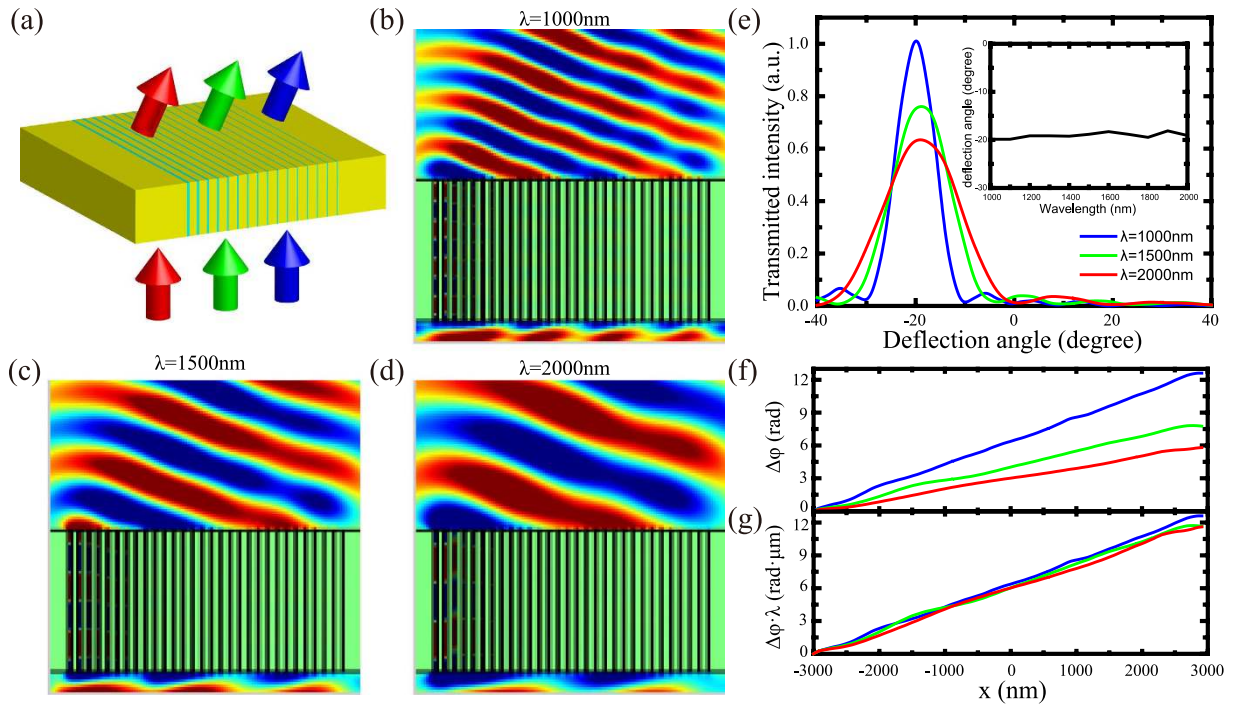 (a)
(b)
λ=1000nm
(c)
λ=1500nm
(d)
λ=2000nm
(e)
Transmitted intensity (a.u.)
1.0
0.8
0.6
0.4
0.2
0.0
-40
-20
0
20
40
Deflection angle (degree)
deflection angle (degree)
0
-10
-20
-30
1000
1200
1400
1600
1800
2000
Wavelength (nm)
λ=1000nm
λ=1500nm
λ=2000nm
(f)
Δφ (rad)
12
9
6
3
0
(g)
Δφ·λ (rad·μm)
12
9
6
3
0
-3000
-2000
-1000
0
1000
2000
3000
x (nm)